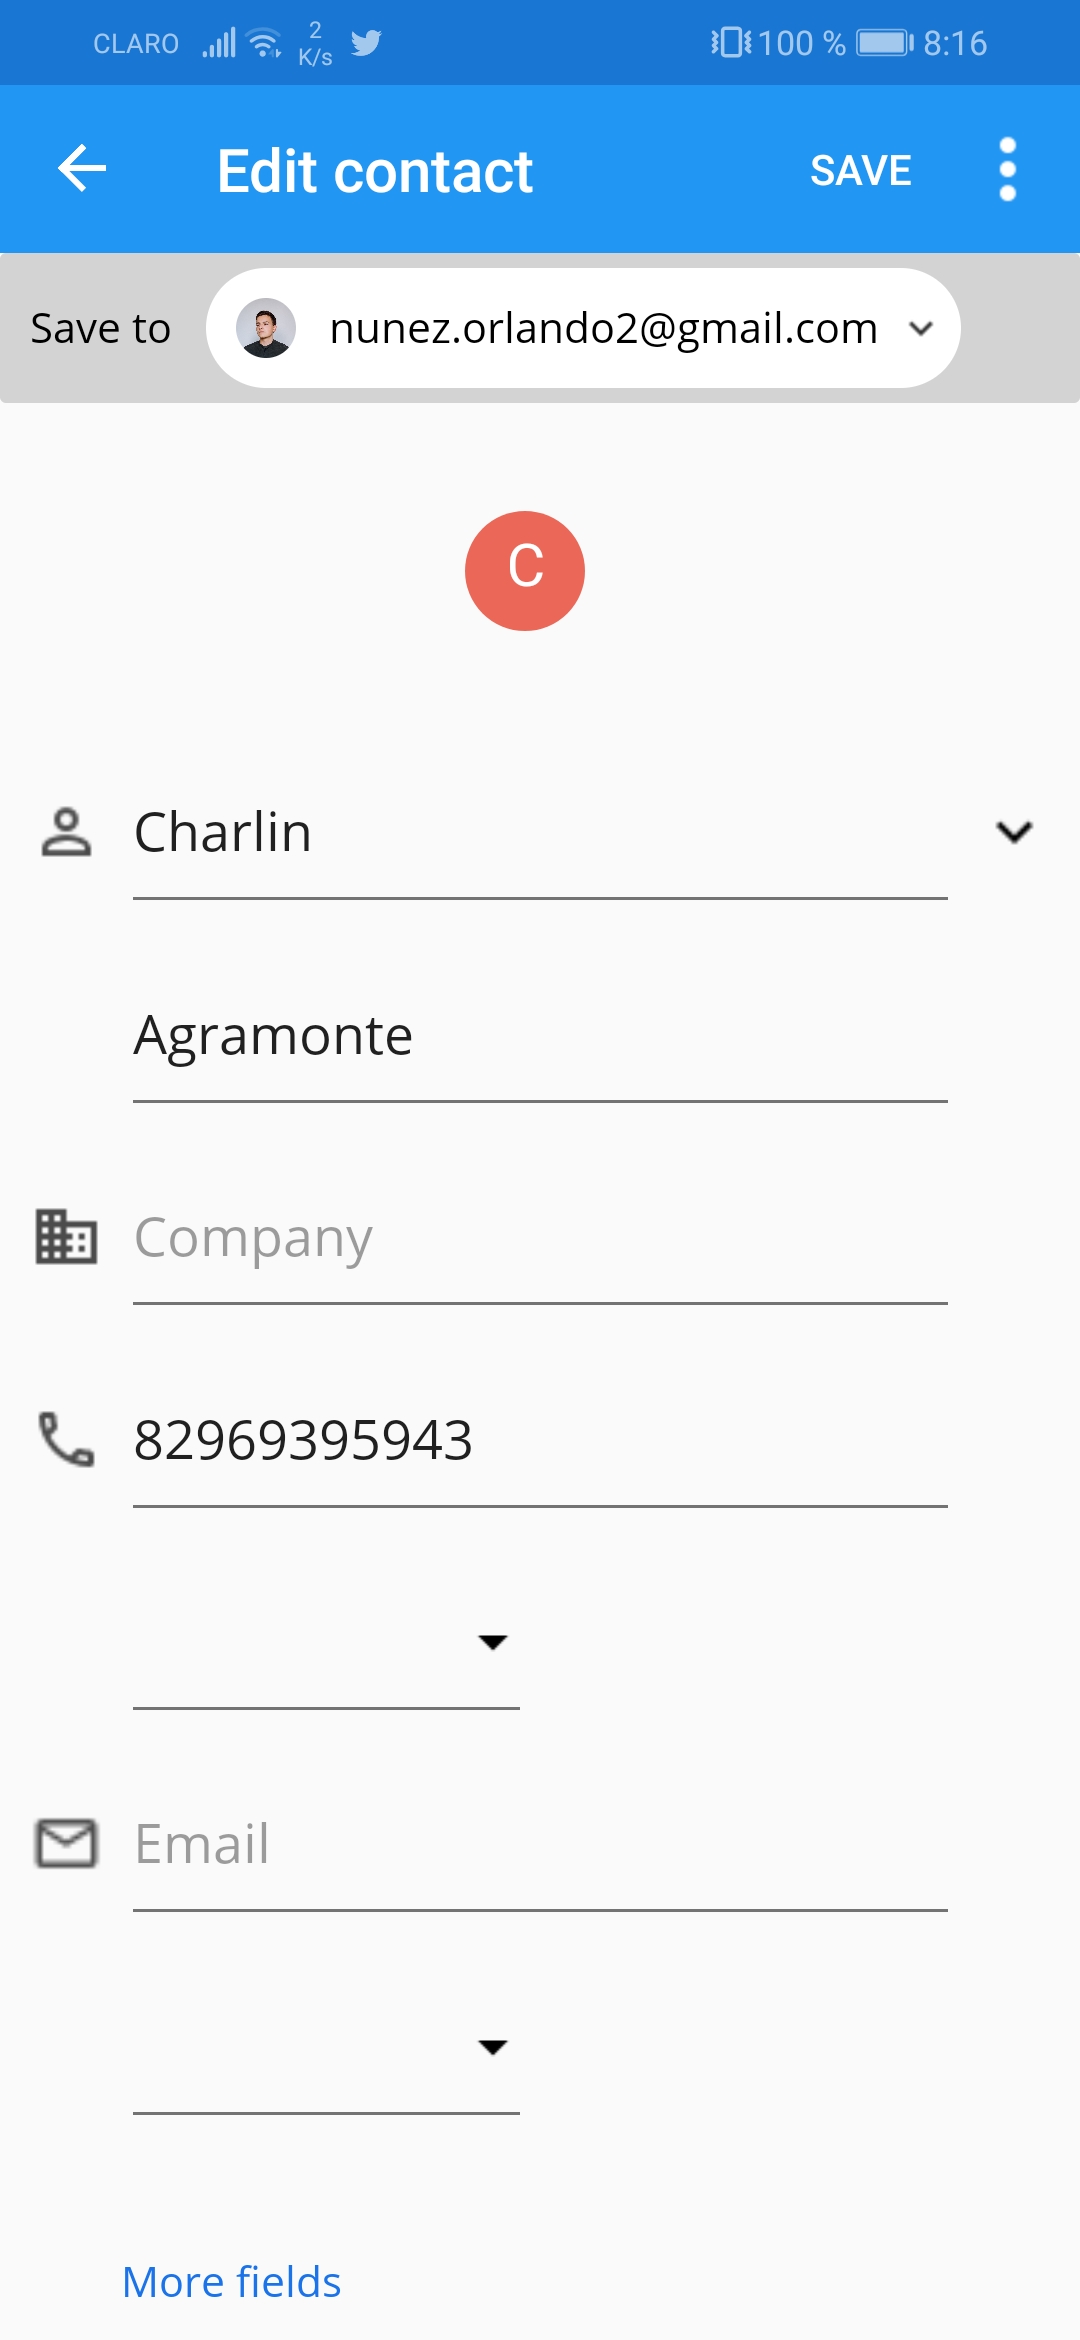 CLARO 2 K/s 100 % 8:16
Edit contact SAVE
Save to nunez.orlando2@gmail.com
C
Charlin
Agramonte
Company
82969395943
Email
More fields